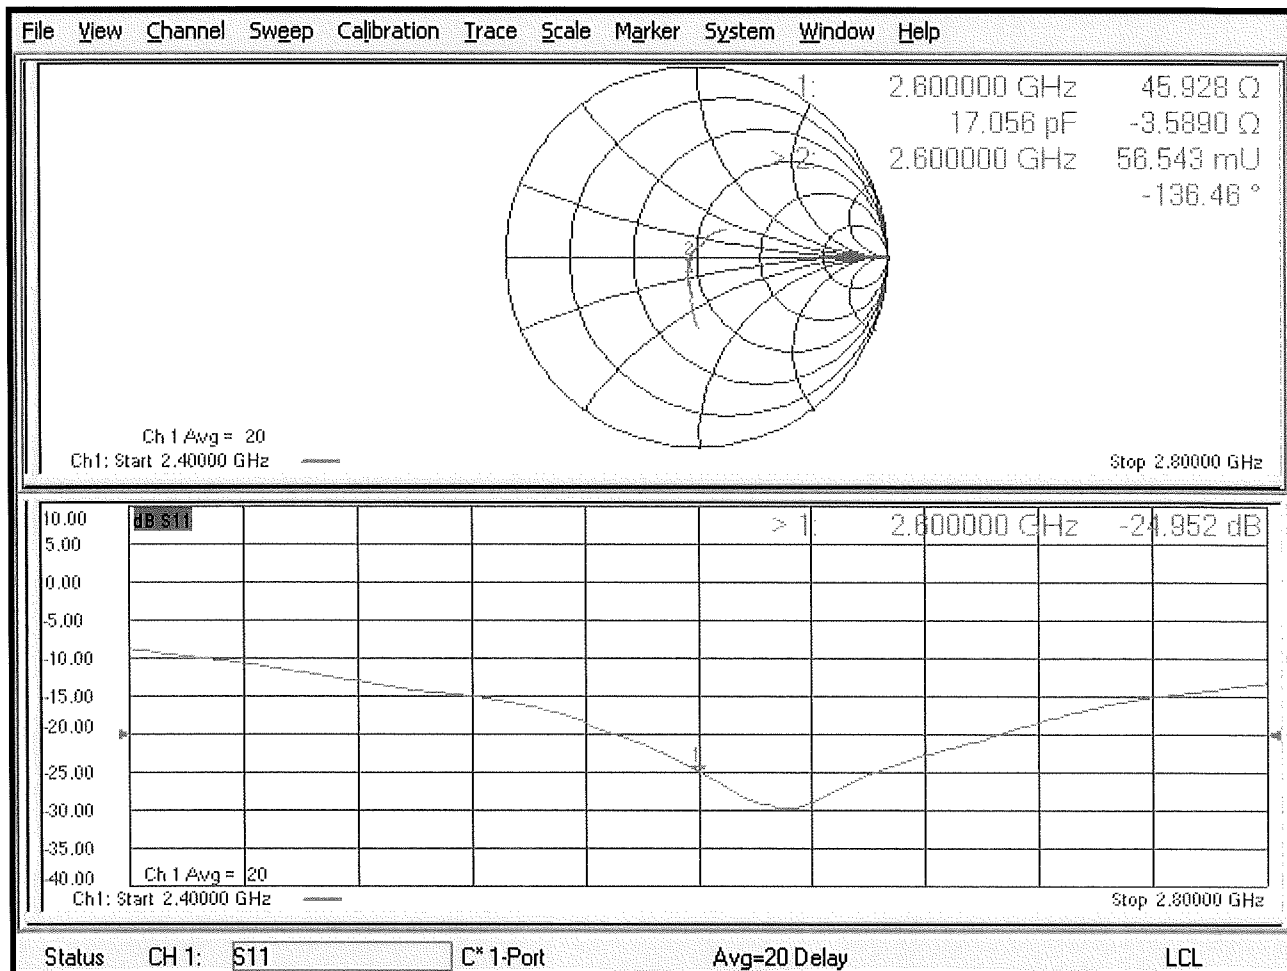 File View Channel Sweep Calibration Trace Scale Marker System Window Help
1: 2.600000 GHz 45.928 Ω
17.056 pF -3.5890 Ω
> 2: 2.600000 GHz 56.543 mU
-136.46 °
2
Ch 1 Avg = 20
Ch1: Start 2.40000 GHz Stop 2.80000 GHz
10.00 dB S11 > 1: 2.600000 GHz -24.952 dB
5.00
0.00
-5.00
-10.00
-15.00
-20.00
1
-25.00
-30.00
-35.00
-40.00 Ch 1 Avg = 20
Ch1: Start 2.40000 GHz Stop 2.80000 GHz
Status CH 1: S11 C* 1-Port Avg=20 Delay LCL